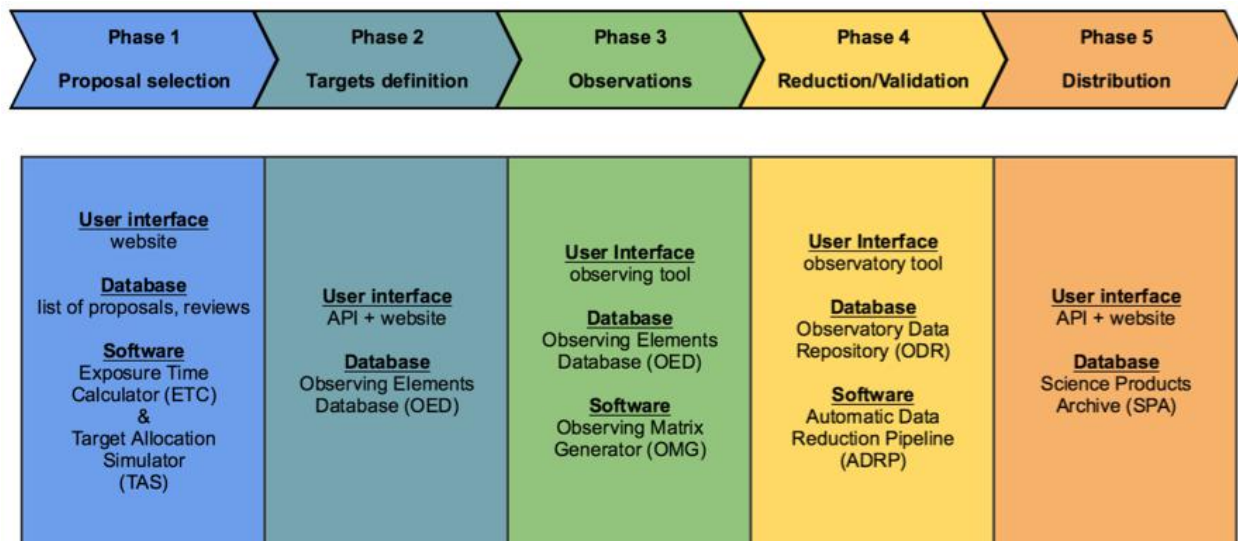 Phase 1
Proposal selection
Phase 2
Targets definition
Phase 3
Observations
Phase 4
Reduction/Validation
Phase 5
Distribution
User interface
website
Database
list of proposals, reviews
Software
Exposure Time
Calculator (ETC)
&
Target Allocation
Simulator
(TAS)
User interface
API + website
Database
Observing Elements
Database (OED)
User Interface
observing tool
Database
Observing Elements
Database (OED)
Software
Observing Matrix
Generator (OMG)
User Interface
observatory tool
Database
Observatory Data
Repository (ODR)
Software
Automatic Data
Reduction Pipeline
(ADRP)
User interface
API + website
Database
Science Products
Archive (SPA)